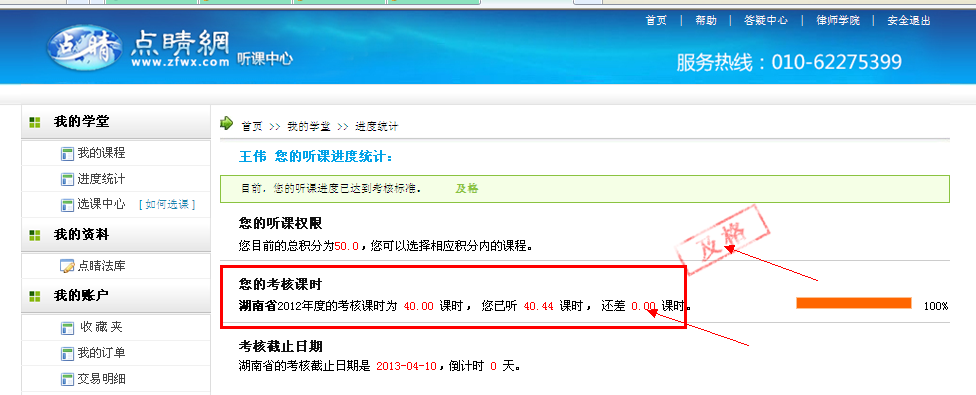 首页 | 帮助 | 答疑中心 | 律师学院 | 安全退出
点睛 点睛網
www.zfwx.com 听课中心
服务热线：010-62275399
我的学堂
我的课程
进度统计
选课中心 [如何选课]
我的资料
点睛法库
我的账户
收藏夹
我的订单
交易明细
首页 >> 我的学堂 >> 进度统计
王伟 您的听课进度统计：
目前，您的听课进度已达到考核标准。 及格
您的听课权限
您目前的总积分为50.0，您可以选择相应积分内的课程。
及格
您的考核课时
湖南省2012年度的考核课时为 40.00 课时， 您已听 40.44 课时， 还差 0.00 课时。
100%
考核截止日期
湖南省的考核截止日期是 2013-04-10，倒计时 0 天。